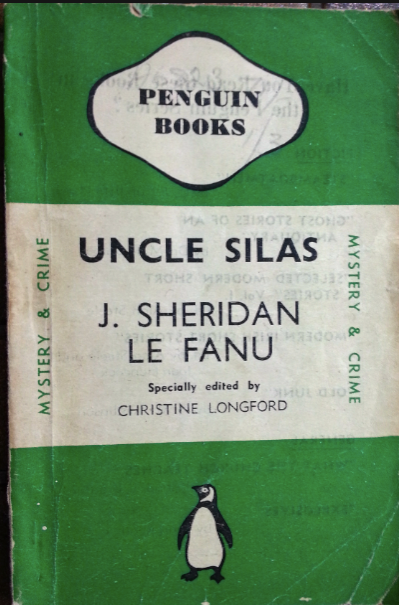 PENGUIN
BOOKS
MYSTERY & CRIME
UNCLE SILAS
J. SHERIDAN
LE FANU
Specially edited by
CHRISTINE LONGFORD
MYSTERY & CRIME